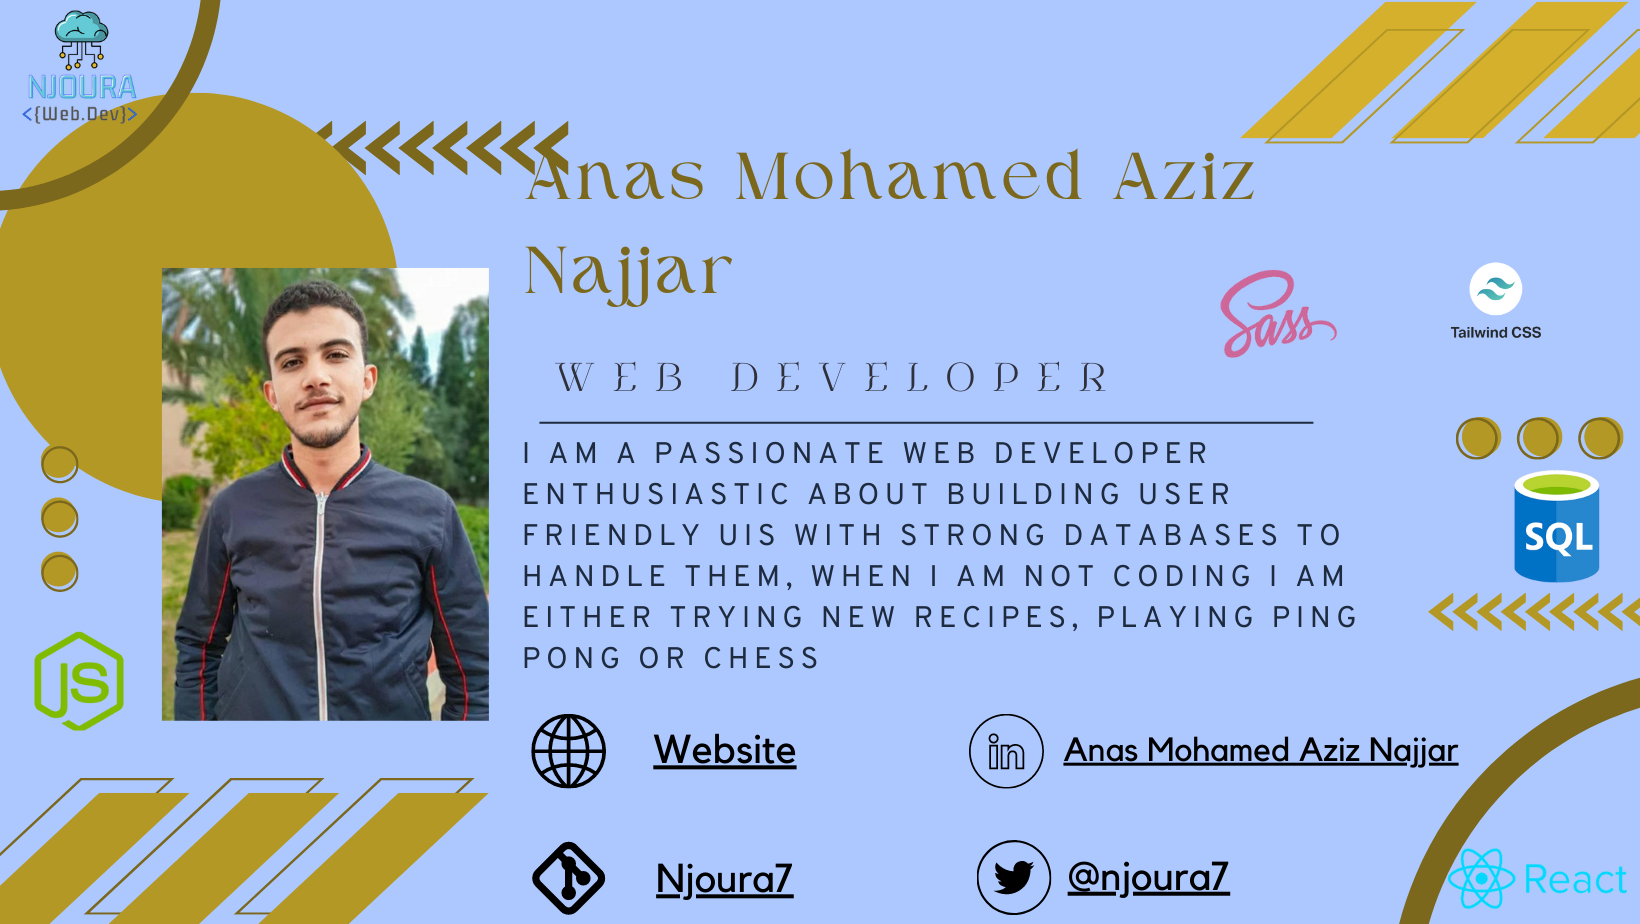 NJOURA
<{Web.Dev}>
Anas Mohamed Aziz
Najjar
Sass
Tailwind CSS
WEB DEVELOPER
I AM A PASSIONATE WEB DEVELOPER
ENTHUSIASTIC ABOUT BUILDING USER
FRIENDLY UIS WITH STRONG DATABASES TO
HANDLE THEM, WHEN I AM NOT CODING I AM
EITHER TRYING NEW RECIPES, PLAYING PING
PONG OR CHESS
SQL
JS
Website
in
Anas Mohamed Aziz Najjar
Njoura7
@njoura7
React